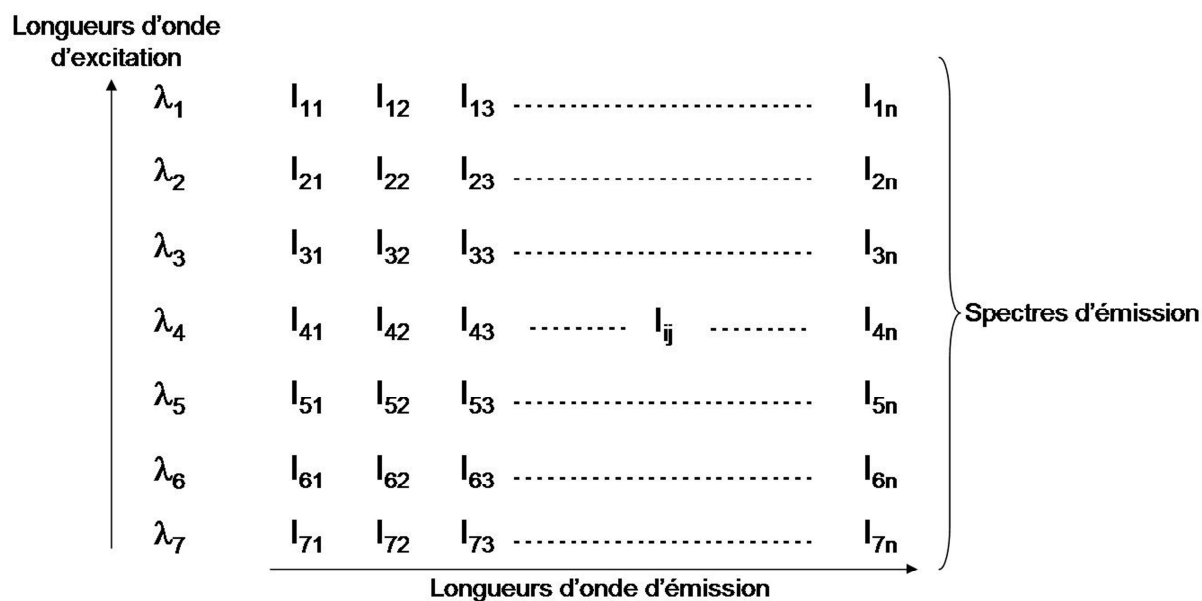 Longueurs d'onde
d'excitation
λ1 I11 I12 I13 ........................ I1n
λ2 I21 I22 I23 ........................ I2n
λ3 I31 I32 I33 ........................ I3n
λ4 I41 I42 I43 ........ Iij ........ I4n
Spectres d'émission
λ5 I51 I52 I53 ........................ I5n
λ6 I61 I62 I63 ........................ I6n
λ7 I71 I72 I73 ........................ I7n
Longueurs d'onde d'émission